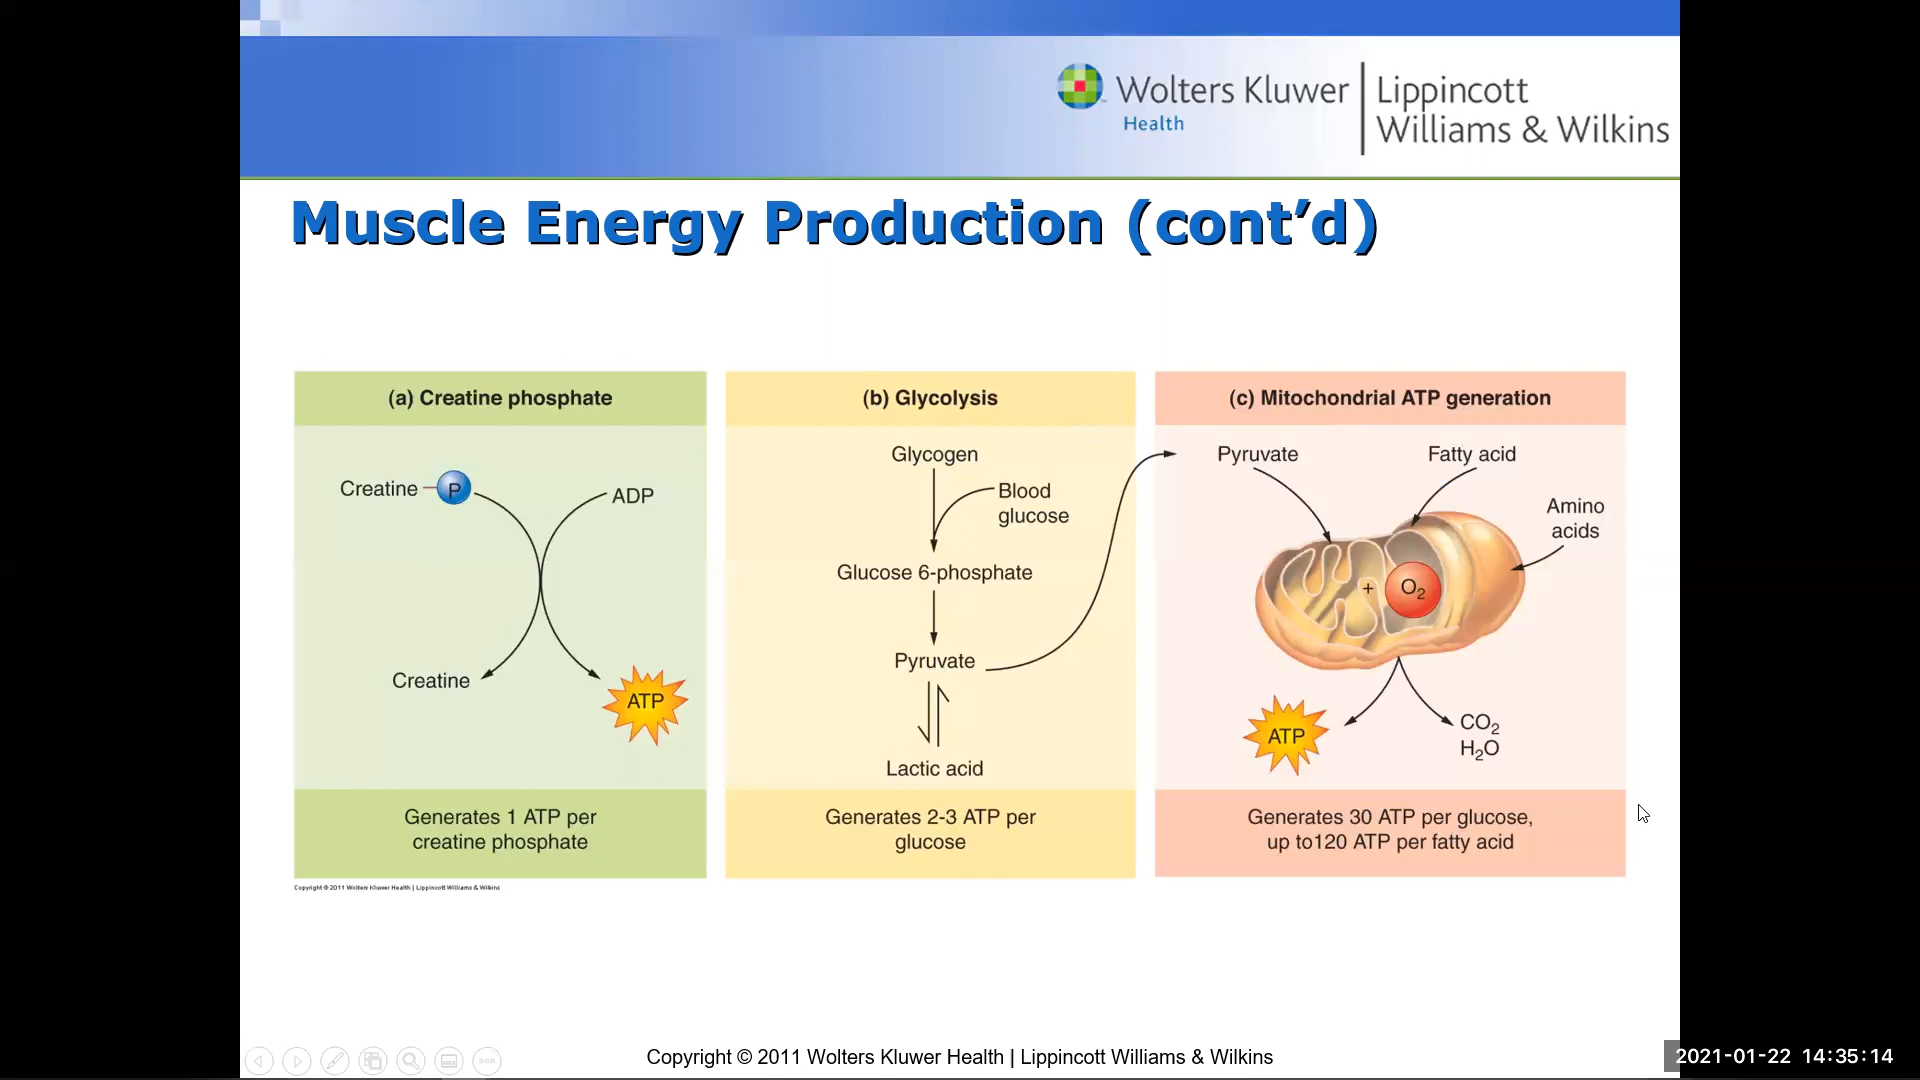 Wolters Kluwer
Health
Lippincott
Williams & Wilkins
Muscle Energy Production (cont’d)
(a) Creatine phosphate
Creatine
P
ADP
Creatine
ATP
Generates 1 ATP per
creatine phosphate
(b) Glycolysis
Glycogen
Blood
glucose
Glucose 6-phosphate
Pyruvate
Lactic acid
Generates 2-3 ATP per
glucose
(c) Mitochondrial ATP generation
Pyruvate
Fatty acid
Amino
acids
+
O₂
ATP
CO₂
H₂O
Generates 30 ATP per glucose,
up to120 ATP per fatty acid
Copyright © 2011 Wolters Kluwer Health | Lippincott Williams & Wilkins
Copyright © 2011 Wolters Kluwer Health | Lippincott Williams & Wilkins
2021-01-22 14:35:14